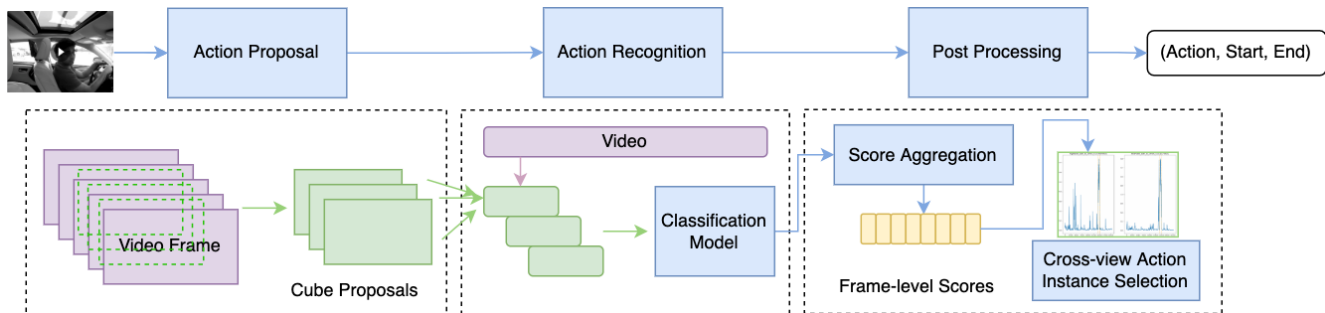 Action Proposal
Action Recognition
Post Processing
(Action, Start, End)
Video Frame
Cube Proposals
Video
Classification
Model
Score Aggregation
Frame-level Scores
Cross-view Action
Instance Selection